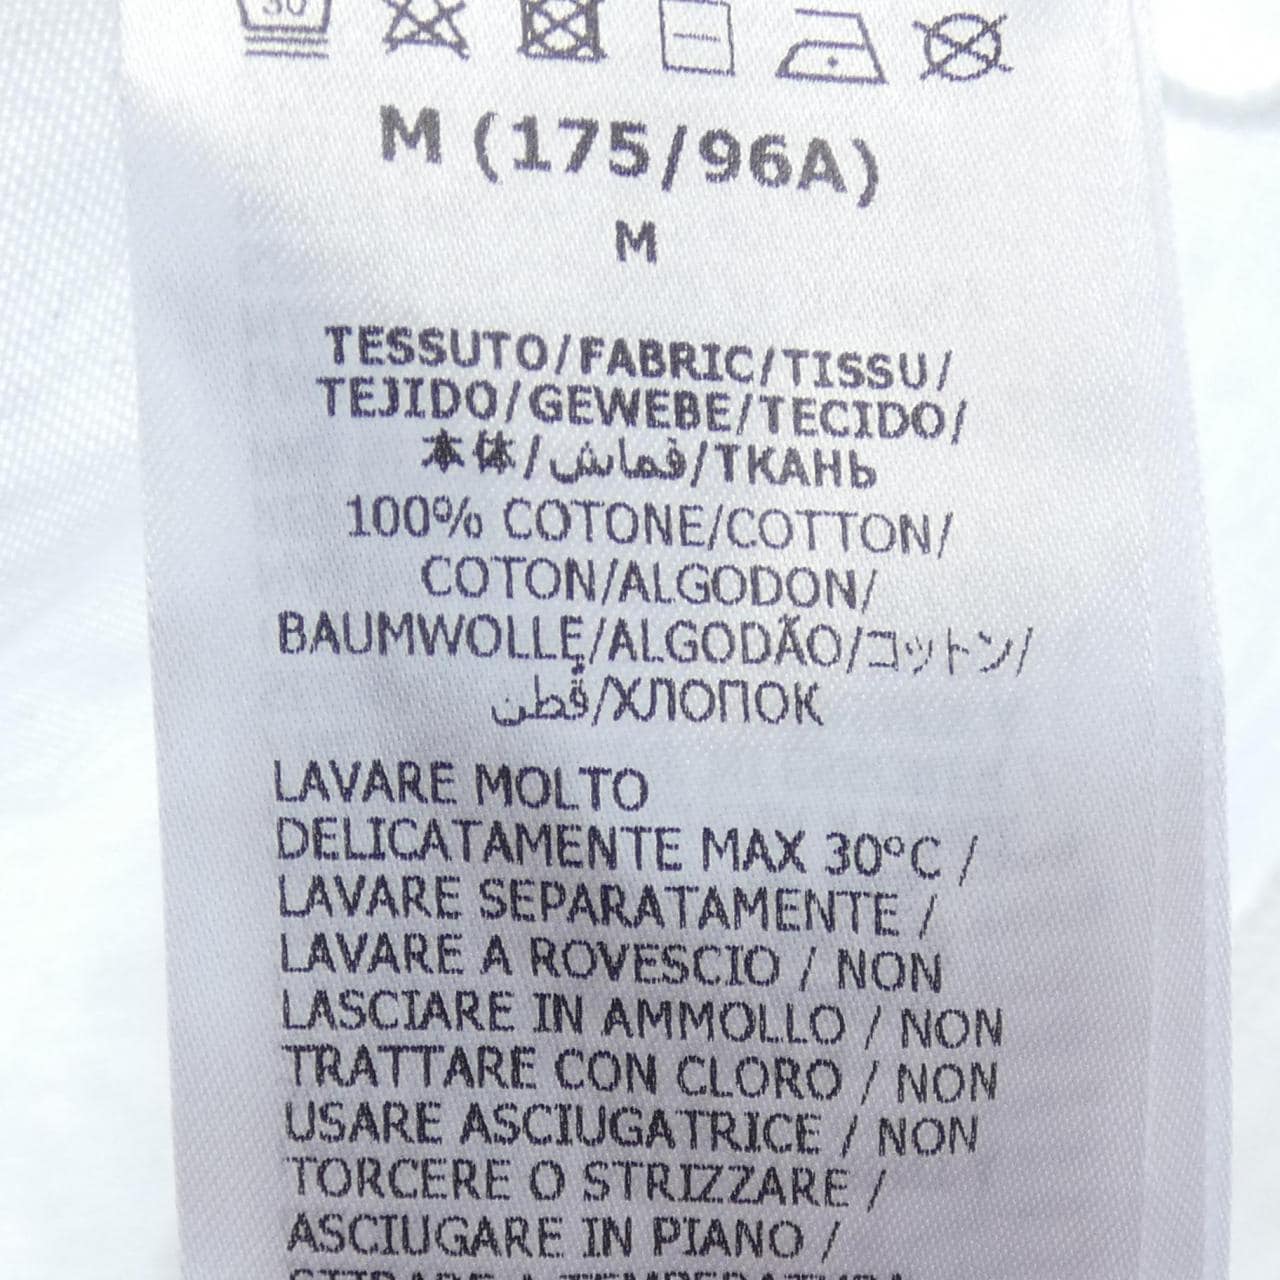 30
M (175/96A)
M
TESSUTO/FABRIC/TISSU/
TEJIDO/GEWEBE/TECIDO/
本体/قماش/ТКАНЬ
100% COTONE/COTTON/
COTON/ALGODON/
BAUMWOLLE/ALGODÃO/コットン/
قطن/ХЛОПОК
LAVARE MOLTO
DELICATAMENTE MAX 30°C /
LAVARE SEPARATAMENTE /
LAVARE A ROVESCIO / NON
LASCIARE IN AMMOLLO / NON
TRATTARE CON CLORO / NON
USARE ASCIUGATRICE / NON
TORCERE O STRIZZARE /
ASCIUGARE IN PIANO /